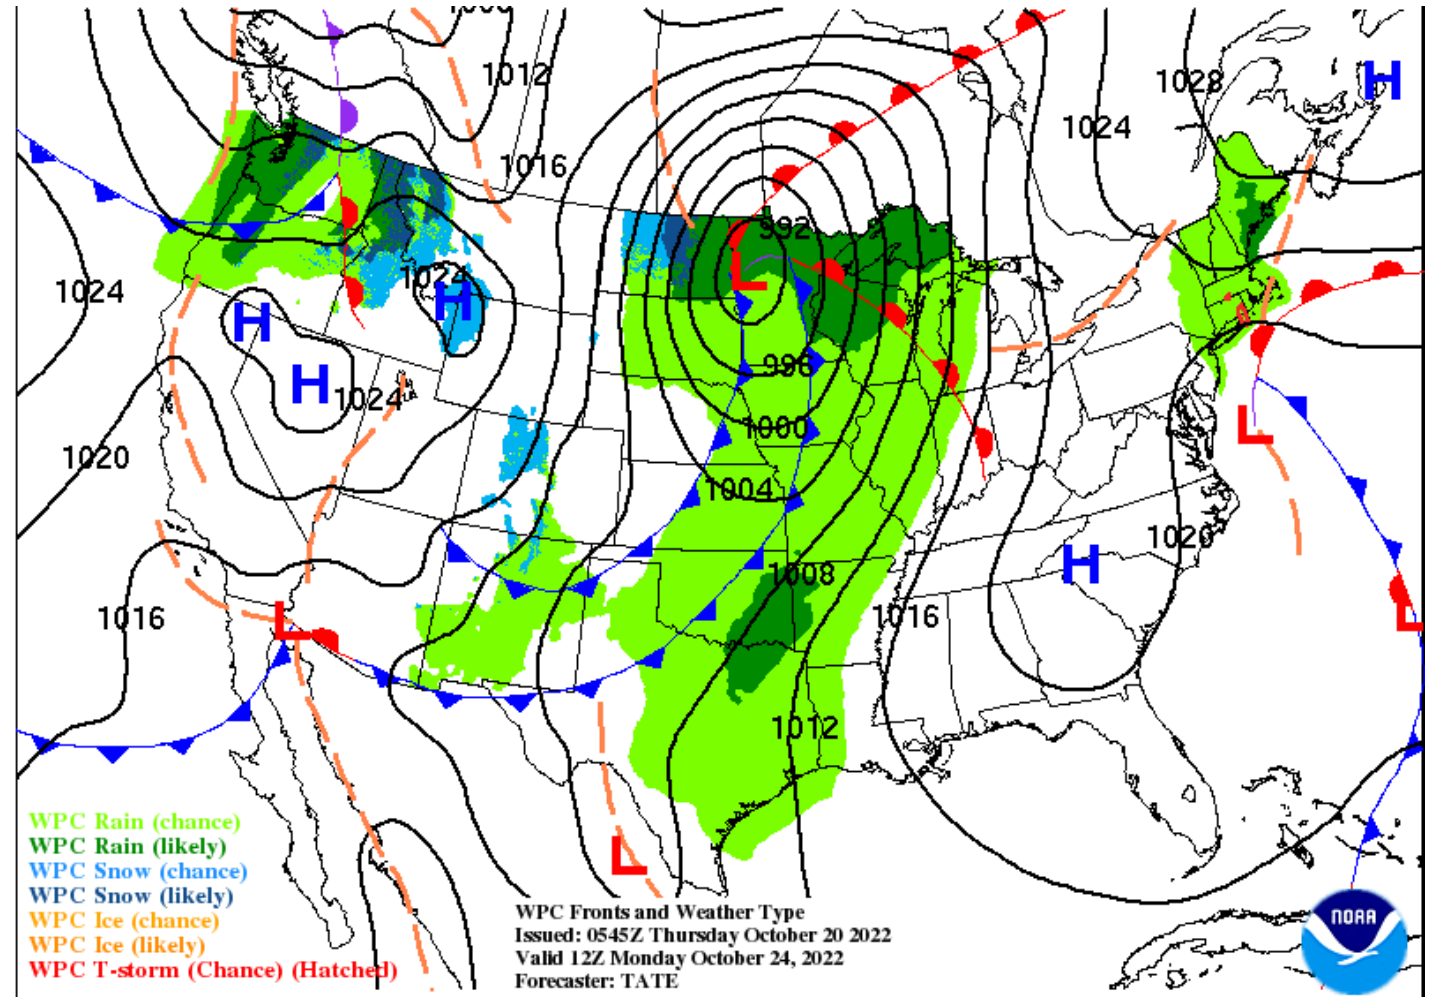 1012
1028
H
1024
1016
992
1024
1024
L
H
H
996
H
1024
1020
1000
L
1004
1020
H
1008
1016
L
1016
L
1012
L
WPC Rain (chance)
WPC Rain (likely)
WPC Snow (chance)
WPC Snow (likely)
WPC Ice (chance)
WPC Ice (likely)
WPC T-storm (Chance) (Hatched)
WPC Fronts and Weather Type
Issued: 0545Z Thursday October 20 2022
Valid 12Z Monday October 24, 2022
Forecaster: TATE
NOAA